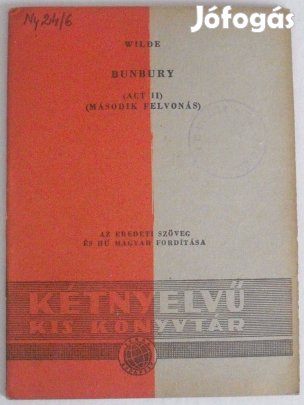 Jófogás
Ny 24/6
WILDE
BUNBURY
(ACT II)
(MÁSODIK FELVONÁS)
AZ EREDETI SZÖVEG
ÉS HŰ MAGYAR FORDÍTÁSA
KÉTNYELVŰ
KIS KÖNYVTÁR